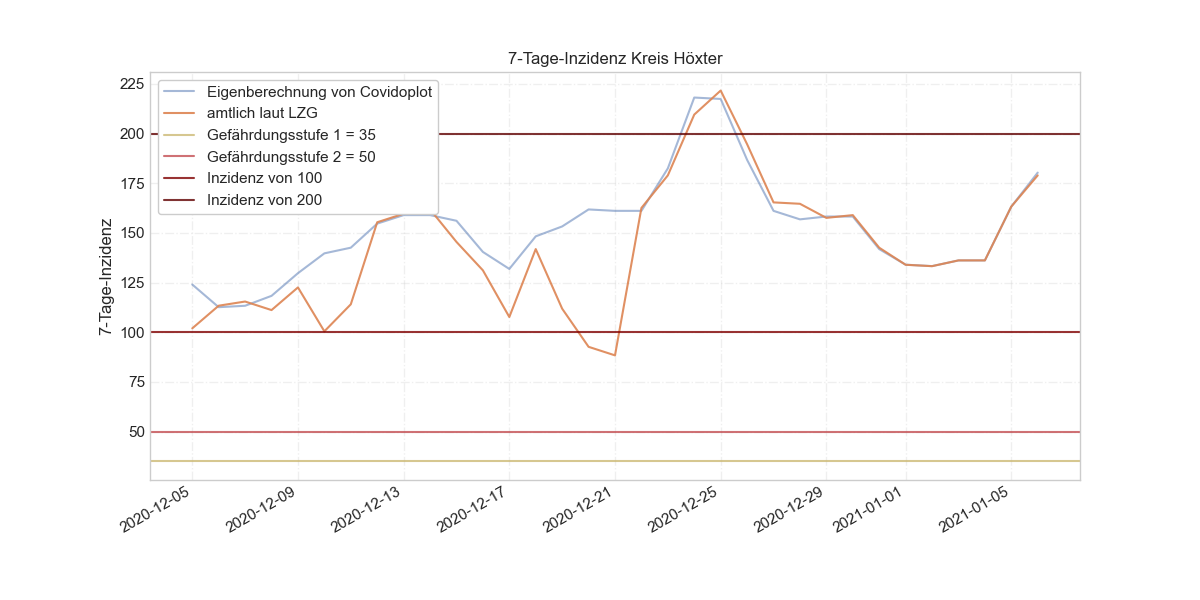 7-Tage-Inzidenz Kreis Höxter
Eigenberechnung von Covidoplot
amtlich laut LZG
Gefährdungsstufe 1 = 35
Gefährdungsstufe 2 = 50
Inzidenz von 100
Inzidenz von 200
7-Tage-Inzidenz
225
200
175
150
125
100
75
50
2020-12-05
2020-12-09
2020-12-13
2020-12-17
2020-12-21
2020-12-25
2020-12-29
2021-01-01
2021-01-05